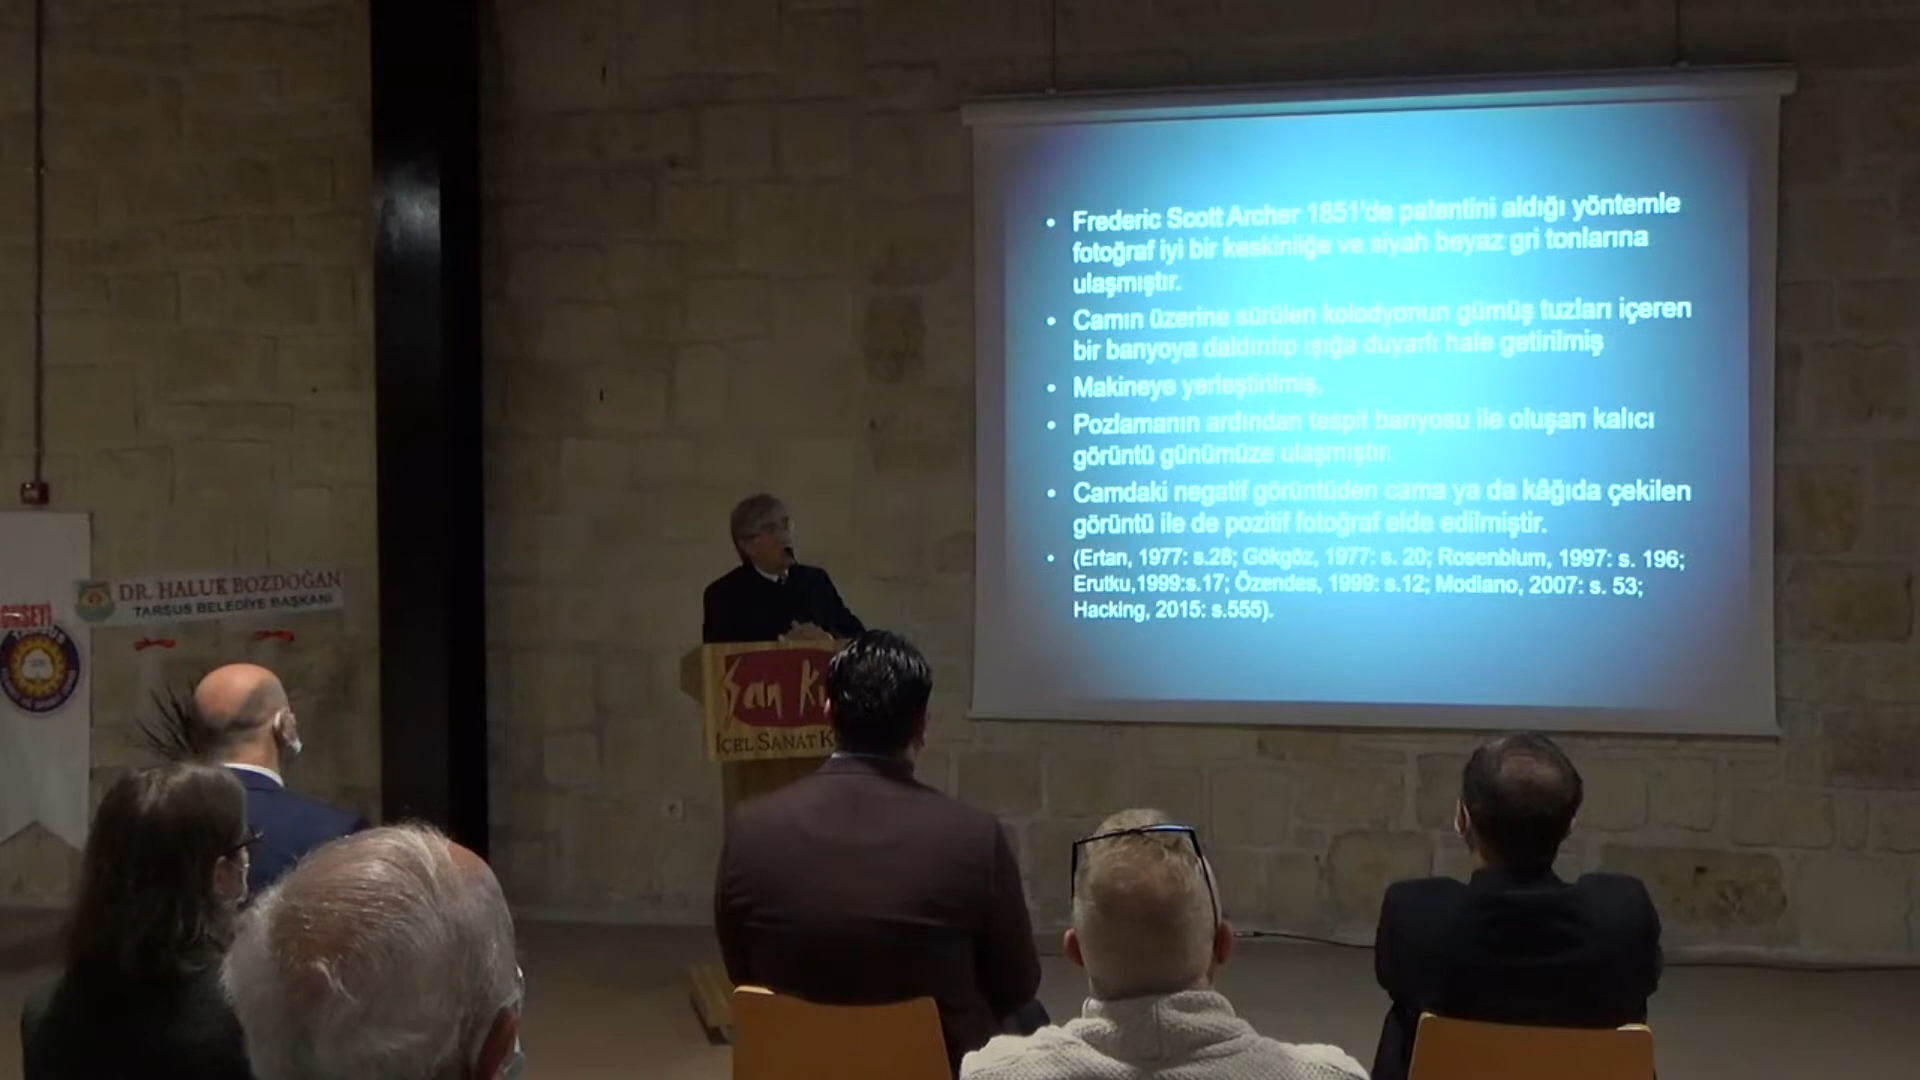 • Frederic Scott Archer 1851'de patentini aldığı yöntemle
fotoğraf iyi bir keskinliğe ve siyah beyaz gri tonlarına
ulaşmıştır.
• Camın üzerine sürülen kolodyonun gümüş tuzları içeren
bir banyoya daldırılıp ışığa duyarlı hale getirilmiş
• Makineye yerleştirilmiş,
• Pozlamanın ardından tespit banyosu ile oluşan kalıcı
görüntü günümüze ulaşmıştır.
• Camdaki negatif görüntüden cama ya da kâğıda çekilen
görüntü ile de pozitif fotoğraf elde edilmiştir.
• (Ertan, 1977: s.28; Gökgöz, 1977: s. 20; Rosenblum, 1997: s. 196;
Erutku,1999:s.17; Özendes, 1999: s.12; Modiano, 2007: s. 53;
Hacking, 2015: s.555).
DR. HALUK BOZDOĞAN
TARSUS BELEDİYE BAŞKANI
San
İÇEL SANAT